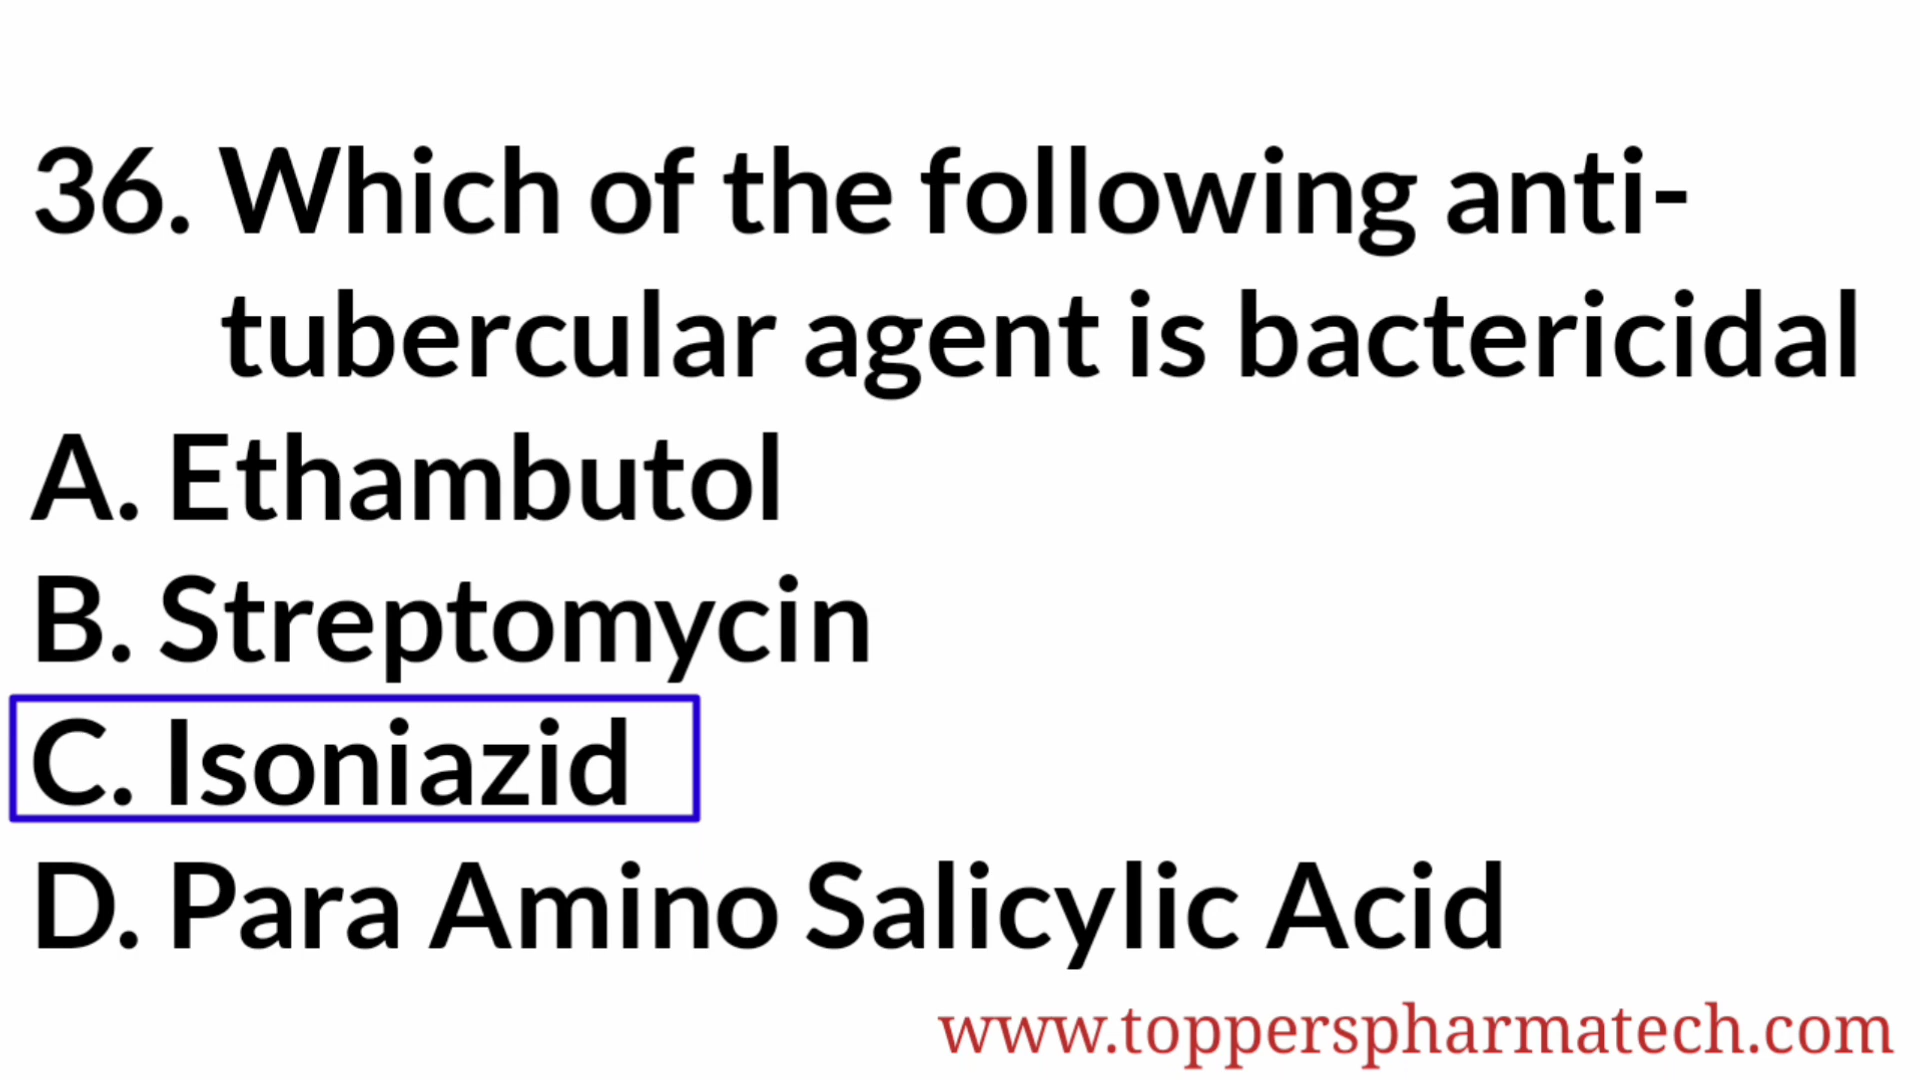 36. Which of the following anti-
tubercular agent is bactericidal
A. Ethambutol
B. Streptomycin
C. Isoniazid
D. Para Amino Salicylic Acid
www.topperspharmatech.com